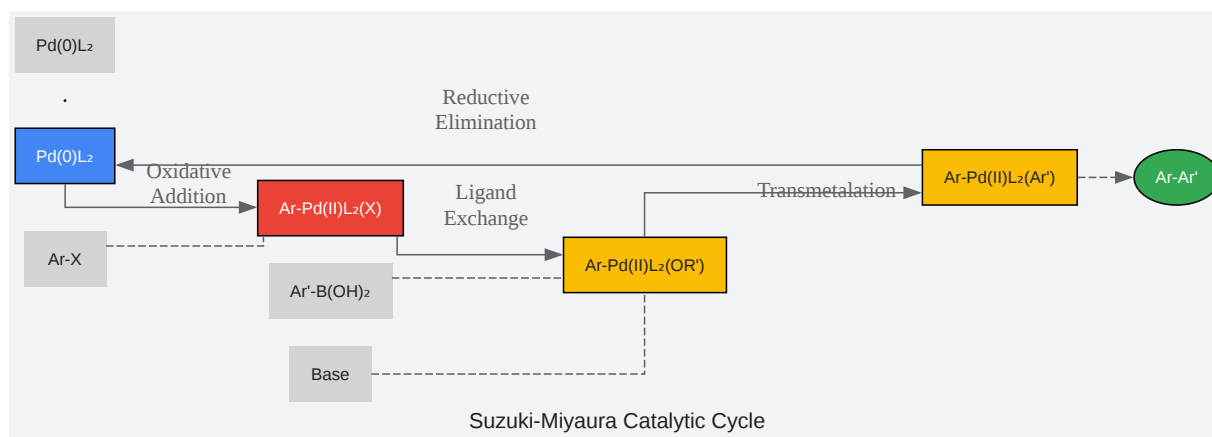 Pd(0)L₂
.
Reductive
Elimination
Pd(0)L₂
Oxidative
Addition
Ar-Pd(II)L₂(Ar')
Ar-Ar'
Ar-Pd(II)L₂(X)
Ligand
Exchange
Transmetalation
Ar-X
Ar-Pd(II)L₂(OR')
Ar'-B(OH)₂
Base
Suzuki-Miyaura Catalytic Cycle